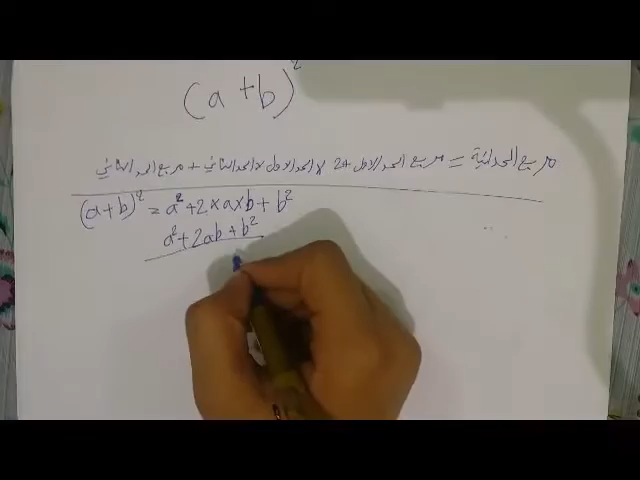 (a+b)²
مربع الحدانية = مربع الحد الاول +2 × الحد الاول × الحد الثاني + مربع الحد الثاني
(a+b)² = a² +2×a×b+ b²
a²+2ab+b²